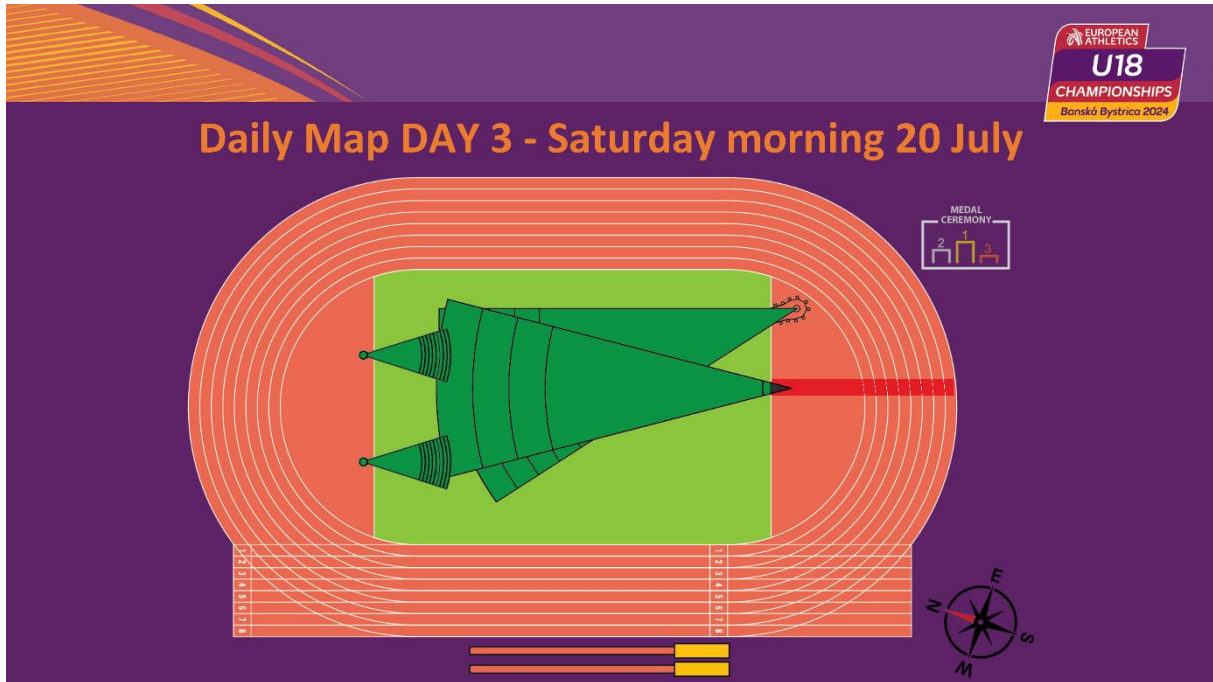 EUROPEAN
ATHLETICS
U18
CHAMPIONSHIPS
Banská Bystrica 2024
Daily Map DAY 3 - Saturday morning 20 July
MEDAL
CEREMONY
2 1 3
1 1
2 2
3 3
4 4
5 5
6 6
7 7
8 8
E
N
S
W